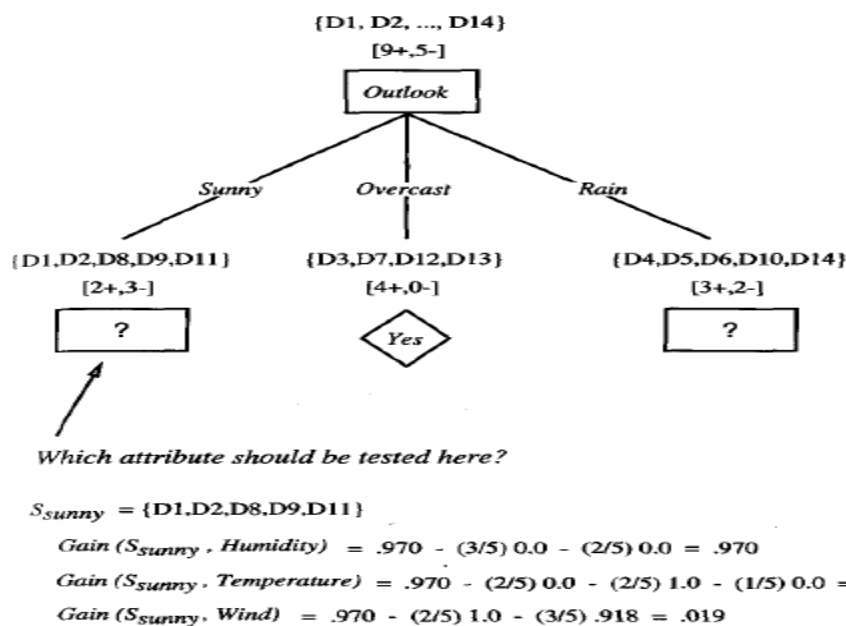 {D1, D2, ..., D14}
[9+,5-]
Outlook
Sunny Overcast Rain
{D1,D2,D8,D9,D11} {D3,D7,D12,D13} {D4,D5,D6,D10,D14}
[2+,3-] [4+,0-] [3+,2-]
? Yes ?
Which attribute should be tested here?
Ssunny = {D1,D2,D8,D9,D11}
Gain (Ssunny , Humidity) = .970 - (3/5) 0.0 - (2/5) 0.0 = .970
Gain (Ssunny , Temperature) = .970 - (2/5) 0.0 - (2/5) 1.0 - (1/5) 0.0 =
Gain (Ssunny , Wind) = .970 - (2/5) 1.0 - (3/5) .918 = .019